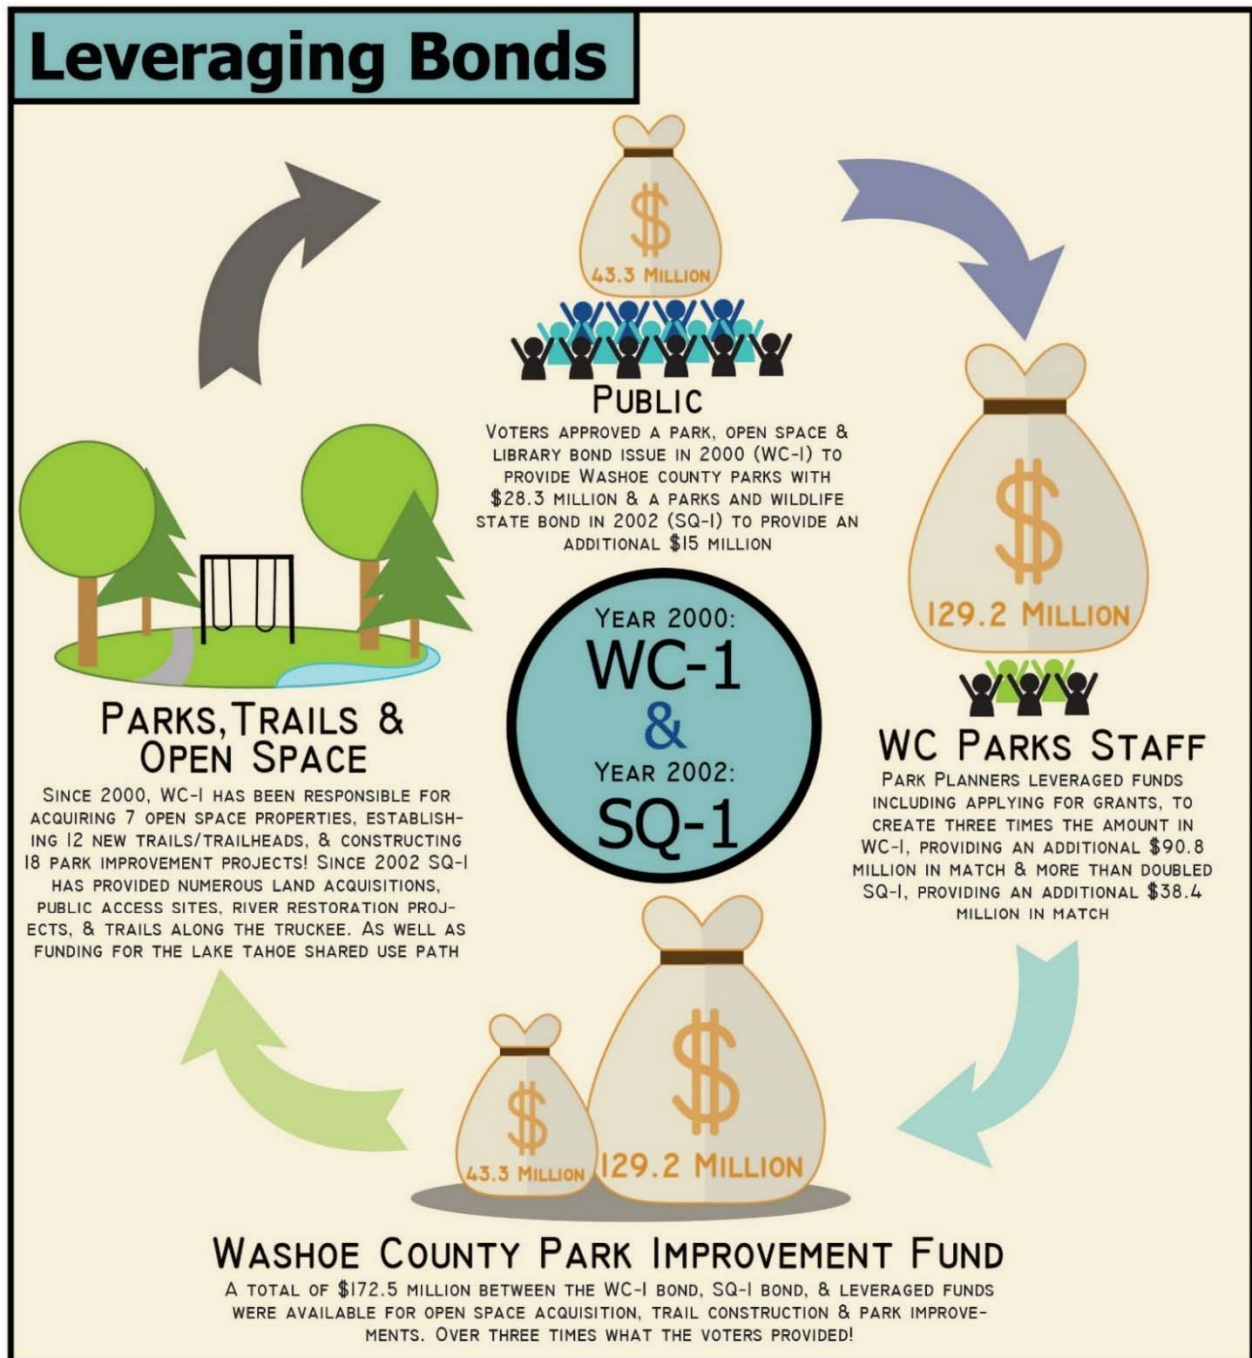 Leveraging Bonds
$
43.3 MILLION
PUBLIC
VOTERS APPROVED A PARK, OPEN SPACE &
LIBRARY BOND ISSUE IN 2000 (WC-1) TO
PROVIDE WASHOE COUNTY PARKS WITH
$28.3 MILLION & A PARKS AND WILDLIFE
STATE BOND IN 2002 (SQ-1) TO PROVIDE AN
ADDITIONAL $15 MILLION
$
129.2 MILLION
WC PARKS STAFF
PARK PLANNERS LEVERAGED FUNDS
INCLUDING APPLYING FOR GRANTS, TO
CREATE THREE TIMES THE AMOUNT IN
WC-1, PROVIDING AN ADDITIONAL $90.8
MILLION IN MATCH & MORE THAN DOUBLED
SQ-1, PROVIDING AN ADDITIONAL $38.4
MILLION IN MATCH
YEAR 2000:
WC-1
&
YEAR 2002:
SQ-1
PARKS, TRAILS &
OPEN SPACE
SINCE 2000, WC-1 HAS BEEN RESPONSIBLE FOR
ACQUIRING 7 OPEN SPACE PROPERTIES, ESTABLISH-
ING 12 NEW TRAILS/TRAILHEADS, & CONSTRUCTING
18 PARK IMPROVEMENT PROJECTS! SINCE 2002 SQ-1
HAS PROVIDED NUMEROUS LAND ACQUISITIONS,
PUBLIC ACCESS SITES, RIVER RESTORATION PROJ-
ECTS, & TRAILS ALONG THE TRUCKEE. AS WELL AS
FUNDING FOR THE LAKE TAHOE SHARED USE PATH
$
43.3 MILLION
$
129.2 MILLION
WASHOE COUNTY PARK IMPROVEMENT FUND
A TOTAL OF $172.5 MILLION BETWEEN THE WC-1 BOND, SQ-1 BOND, & LEVERAGED FUNDS
WERE AVAILABLE FOR OPEN SPACE ACQUISITION, TRAIL CONSTRUCTION & PARK IMPROVE-
MENTS. OVER THREE TIMES WHAT THE VOTERS PROVIDED!